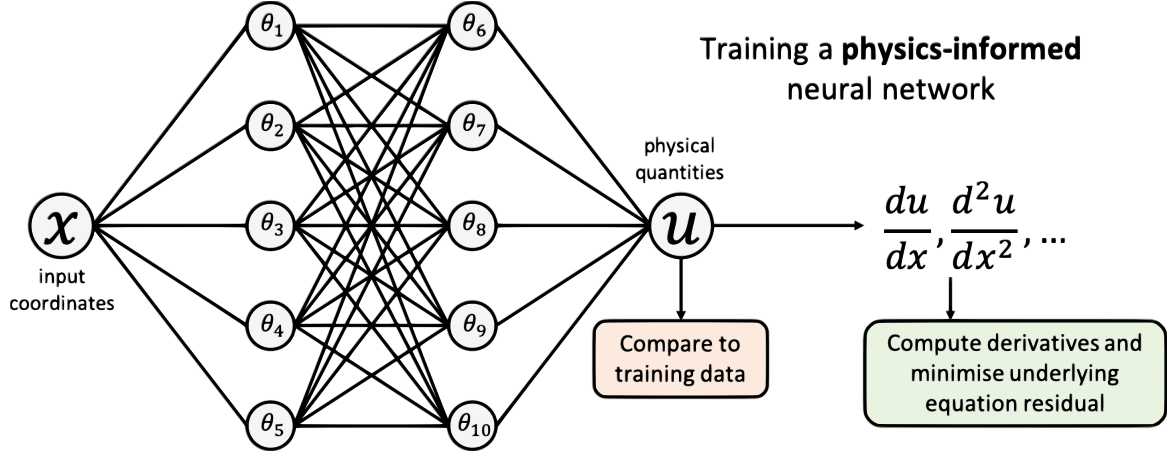 Training a physics-informed
neural network
θ₁
θ₂
θ₃
θ₄
θ₅
θ₆
θ₇
θ₈
θ₉
θ₁₀
x
input
coordinates
physical
quantities
u
du/dx, d²u/dx², ...
Compare to
training data
Compute derivatives and
minimise underlying
equation residual